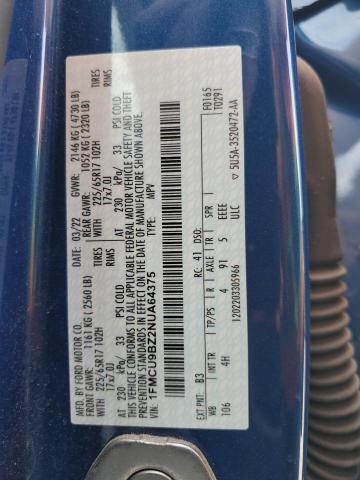 MFD. BY FORD MOTOR CO.
DATE: 03/22 GVWR: 2146 KG ( 4730 LB)
FRONT GAWR: 1161 KG ( 2560 LB) REAR GAWR: 1052 KG ( 2320 LB)
WITH 225/65R17 102H TIRES WITH 225/65R17 102H TIRES
17x7.0J RIMS 17x7.0J RIMS
AT 230 kPa/ 33 PSI COLD AT 230 kPa/ 33 PSI COLD
THIS VEHICLE CONFORMS TO ALL APPLICABLE FEDERAL MOTOR VEHICLE SAFETY AND THEFT
PREVENTION STANDARDS IN EFFECT ON THE DATE OF MANUFACTURE SHOWN ABOVE.
VIN: 1FMCU9BZ2NUA64375
TYPE: MPV
F0165
T0291
EXT PNT: B3 RC: 41 DSO:
WB INT TR TP/PS R AXLE TR SPR
106 4H 4 91 5 EEE
ULC
1202203305966
▽ 5U5A-3520472-AA